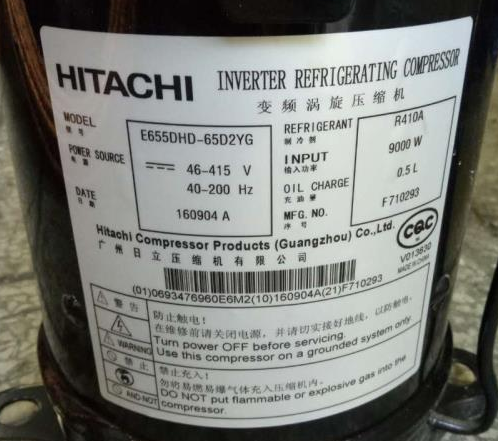 HITACHI INVERTER REFRIGERATING COMPRESSOR
变频涡旋压缩机
MODEL 型号 E655DHD-65D2YG
POWER SOURCE 46-415 V
40-200 Hz
DATE 日期 160904 A
REFRIGERANT 制冷剂 R410A
INPUT 输入功率 9000 W
OIL CHARGE 充油量 0.5 L
MFG. NO. 序号 F710293
Hitachi Compressor Products (Guangzhou) Co.,Ltd.
广州日立压缩机有限公司
CQC
V013630
MADE IN CHINA
(01)0693476960E6M2(10)160904A(21)F710293
警告 防止触电!
在维修前请关闭电源，并请切实接好地线，以防触电.
WARNING Turn power OFF before servicing.
Use this compressor on a grounded system only.
禁止 禁止充入!
勿助易燃易爆气体充入压缩机内.
DO NOT put flammable or explosive gas into the
compressor.